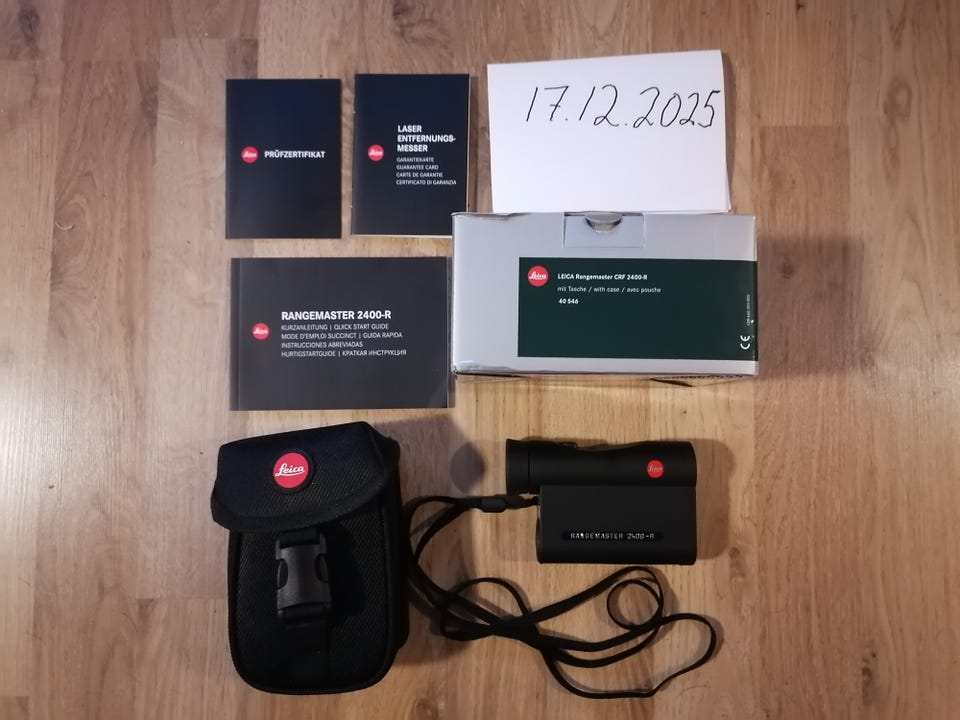 Leica
PRÜFZERTIFIKAT
Leica
LASER
ENTFERNUNGS-
MESSER
GARANTIEKARTE
GUARANTEE CARD
CARTE DE GARANTIE
CERTIFICATO DI GARANZIA
17.12.2025
Leica
LEICA Rangemaster CRF 2400-R
mit Tasche / with case / avec pouche
40 546
CE
Leica
RANGEMASTER 2400-R
KURZANLEITUNG | QUICK START GUIDE
MODE D'EMPLOI SUCCINCT | GUIDA RAPIDA
INSTRUCCIONES ABREVIADAS
HURTIGSTARTGUIDE | КРАТКАЯ ИНСТРУКЦИЯ
Leica
Leica
RANGEMASTER 2400-R